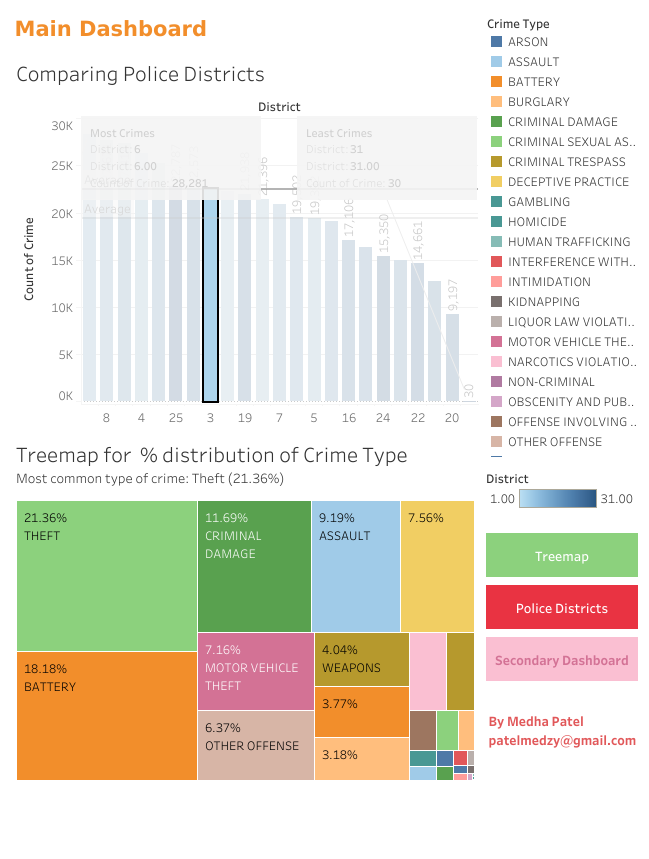 Main Dashboard
Comparing Police Districts
District
30K
25K
20K
15K
10K
5K
0K
Count of Crime
Most Crimes
District: 6
District: 6.00
Count of Crime: 28,281
Least Crimes
District: 31
District: 31.00
Count of Crime: 30
Average
17,106
15,350
14,661
9,197
30
8 4 25 3 19 7 5 16 24 22 20
Treemap for % distribution of Crime Type
Most common type of crime: Theft (21.36%)
21.36%
THEFT
18.18%
BATTERY
11.69%
CRIMINAL
DAMAGE
9.19%
ASSAULT
7.56%
7.16%
MOTOR VEHICLE
THEFT
6.37%
OTHER OFFENSE
4.04%
WEAPONS
3.77%
3.18%
Crime Type
ARSON
ASSAULT
BATTERY
BURGLARY
CRIMINAL DAMAGE
CRIMINAL SEXUAL AS..
CRIMINAL TRESPASS
DECEPTIVE PRACTICE
GAMBLING
HOMICIDE
HUMAN TRAFFICKING
INTERFERENCE WITH..
INTIMIDATION
KIDNAPPING
LIQUOR LAW VIOLATI..
MOTOR VEHICLE THE..
NARCOTICS VIOLATIO..
NON-CRIMINAL
OBSCENITY AND PUB..
OFFENSE INVOLVING ..
OTHER OFFENSE
District
1.00 31.00
Treemap
Police Districts
Secondary Dashboard
By Medha Patel
patelmedzy@gmail.com